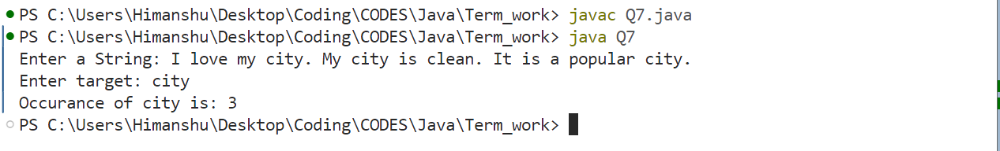 PS C:\Users\Himanshu\Desktop\Coding\CODES\Java\Term_work> javac Q7.java
PS C:\Users\Himanshu\Desktop\Coding\CODES\Java\Term_work> java Q7
Enter a String: I love my city. My city is clean. It is a popular city.
Enter target: city
Occurance of city is: 3
PS C:\Users\Himanshu\Desktop\Coding\CODES\Java\Term_work>